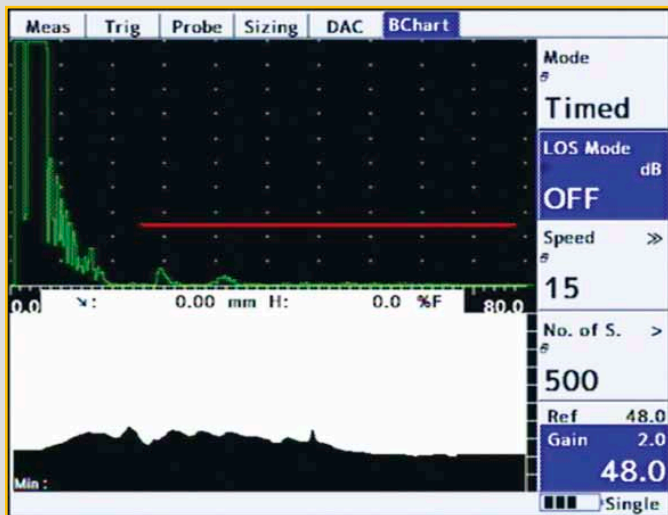 Meas Trig Probe Sizing DAC BChart
Mode
Timed
LOS Mode
dB
OFF
Speed >>
15
No. of S. >
500
Ref 48.0
Gain 2.0
48.0
Single
0.0 ↘: 0.00 mm H: 0.0 %F 80.0
Min :